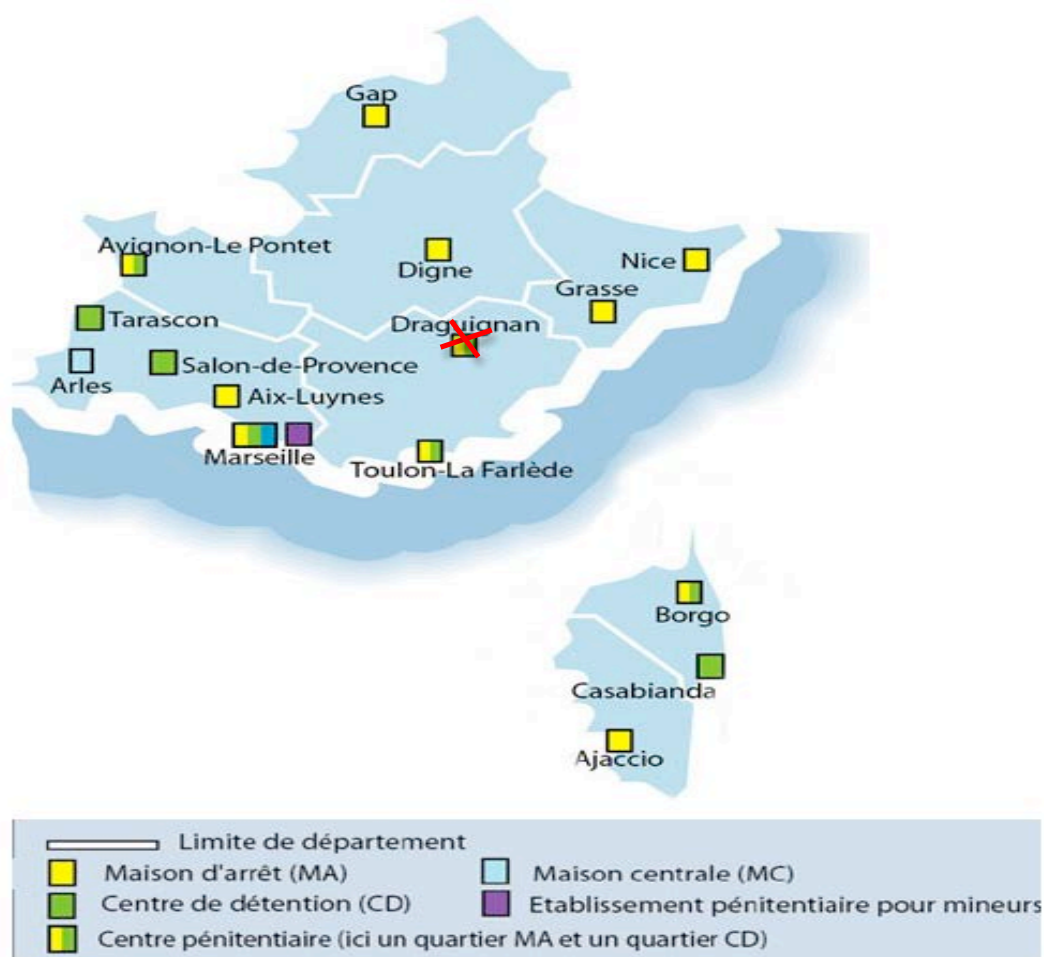 Gap
Avignon-Le Pontet
Digne
Nice
Grasse
Tarascon
Draguignan
Arles
Salon-de-Provence
Aix-Luynes
Marseille
Toulon-La Farlède
Borgo
Casabianda
Ajaccio
Limite de département
Maison d'arrêt (MA)
Maison centrale (MC)
Centre de détention (CD)
Etablissement pénitentiaire pour mineurs
Centre pénitentiaire (ici un quartier MA et un quartier CD)